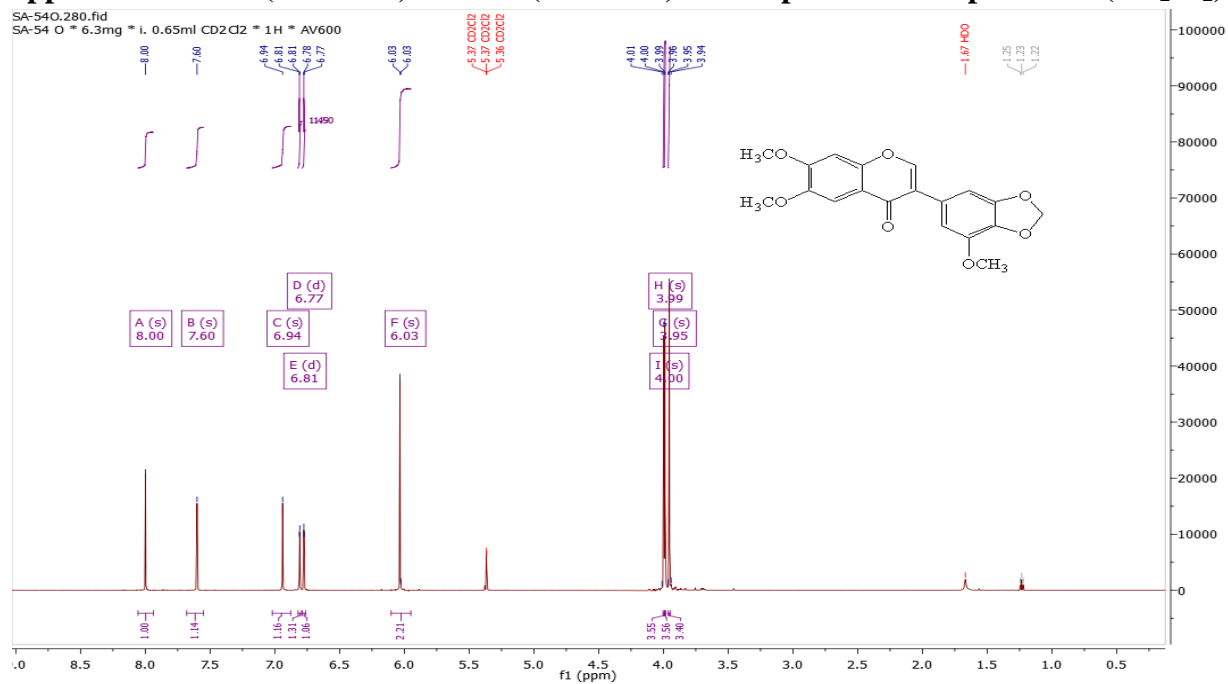 SA-54O.280.fid
SA-54 O * 6.3mg * i. 0.65ml CD2Cl2 * 1H * AV600
8.00
7.60
6.94
6.81
6.81
6.78
6.77
6.03
6.03
5.37 CD2Cl2
5.37 CD2Cl2
5.36 CD2Cl2
4.01
4.00
3.99
3.96
3.95
3.94
1.67 HDO
1.25
1.23
1.22
100000
90000
80000
70000
60000
50000
40000
30000
20000
10000
0
H₃CO
H₃CO
O
O
O
O
OCH₃
D (d)
6.77
H (s)
3.99
A (s)
8.00
B (s)
7.60
C (s)
6.94
F (s)
6.03
G (s)
3.95
E (d)
6.81
I (s)
4.00
1.00
1.14
1.16
1.31
1.06
2.21
3.55
3.56
3.40
8.5 8.0 7.5 7.0 6.5 6.0 5.5 5.0 4.5 4.0 3.5 3.0 2.5 2.0 1.5 1.0 0.5
f1 (ppm)